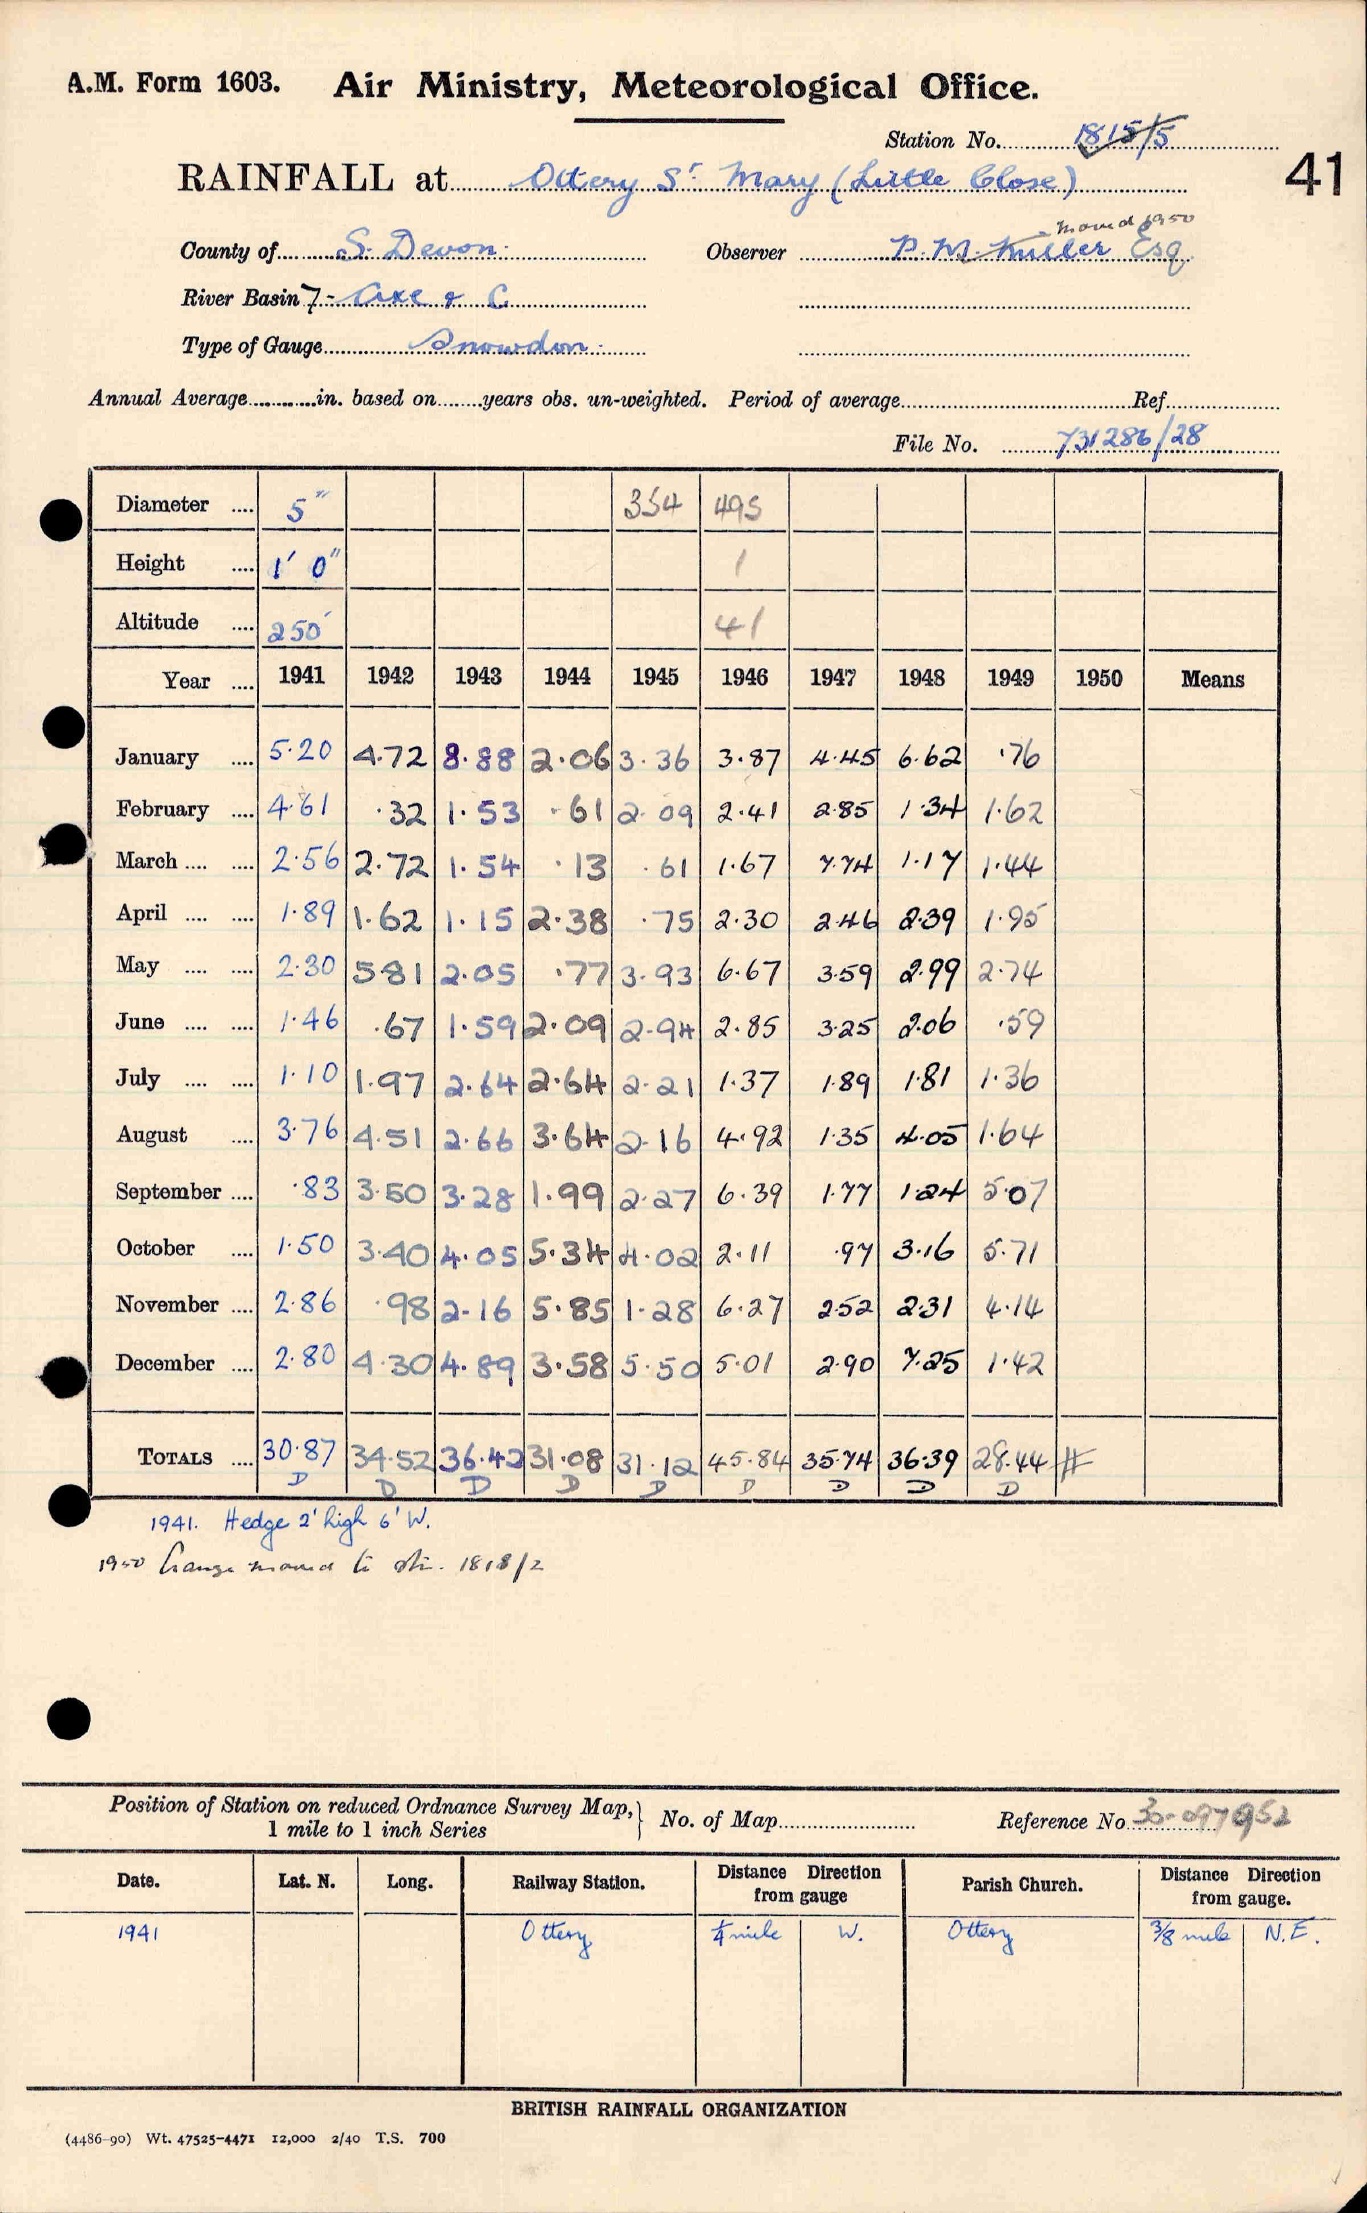 A.M. Form 1603. Air Ministry, Meteorological Office.
Station No. 1815/5
41
RAINFALL at Ottery St Mary (Little Close)
moved 1950
County of S. Devon. Observer P. M. Muller Esq
River Basin 7- Axe & C
Type of Gauge Snowdon.
Annual Average in. based on years obs. un-weighted. Period of average Ref.
File No. 731286/28
Diameter .... 5" 354 495
Height .... 1' 0" 1
Altitude .... 250' 41
Year .... 1941 1942 1943 1944 1945 1946 1947 1948 1949 1950 Means
January .... 5.20 4.72 8.88 2.06 3.36 3.87 4.45 6.62 .76
February .... 4.61 .32 1.53 .61 2.09 2.41 2.85 1.34 1.62
March .... .... 2.56 2.72 1.54 .13 .61 1.67 7.74 1.17 1.44
April .... .... 1.89 1.62 1.15 2.38 .75 2.30 2.46 2.39 1.95
May .... .... 2.30 5.81 2.05 .77 3.93 6.67 3.59 2.99 2.74
June .... .... 1.46 .67 1.59 2.09 2.94 2.85 3.25 2.06 .59
July .... .... 1.10 1.97 2.64 2.64 2.21 1.37 1.89 1.81 1.36
August .... 3.76 4.51 2.66 3.64 2.16 4.92 1.35 4.05 1.64
September .... .83 3.50 3.28 1.99 2.27 6.39 1.77 1.24 5.07
October .... 1.50 3.40 4.05 5.34 4.02 2.11 .97 3.16 5.71
November .... 2.86 .98 2.16 5.85 1.28 6.27 2.52 2.31 4.14
December .... 2.80 4.30 4.89 3.58 5.50 5.01 2.90 7.25 1.42
TOTALS .... 30.87 34.52 36.42 31.08 31.12 45.84 35.74 36.39 28.44 #
D D D D D D D D D
1941. Hedge 2' high 6' W.
1950 Gauge moved to stn. 1818/2
Position of Station on reduced Ordnance Survey Map, } No. of Map Reference No. 30-097952
1 mile to 1 inch Series
Date. Lat. N. Long. Railway Station. Distance Direction from gauge Parish Church. Distance Direction from gauge.
1941 Ottery ¼ mile W. Ottery ⅜ mile N.E.
BRITISH RAINFALL ORGANIZATION
(4486-90) Wt. 47525-4471 12,000 2/40 T.S. 700